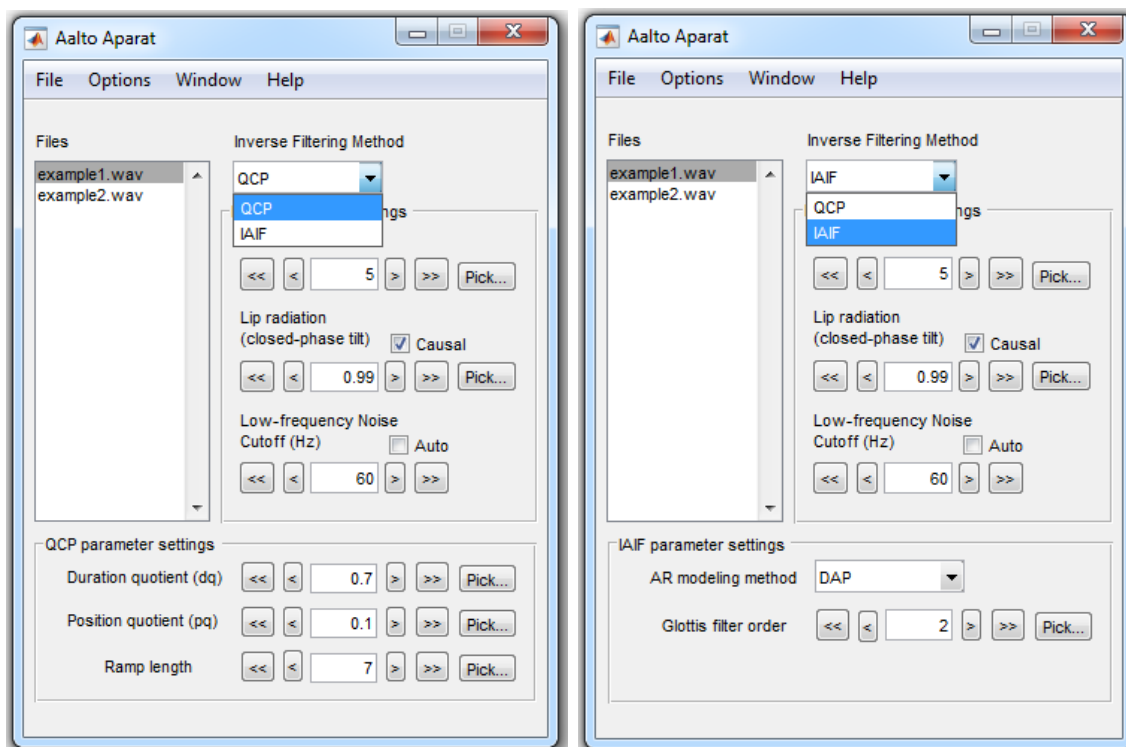 Aalto Aparat
File Options Window Help
Files
Inverse Filtering Method
example1.wav
example2.wav
QCP
QCP
IAIF
ngs
<< < 5 > >> Pick...
Lip radiation
(closed-phase tilt) Causal
<< < 0.99 > >> Pick...
Low-frequency Noise
Cutoff (Hz) Auto
<< < 60 > >>
QCP parameter settings
Duration quotient (dq) << < 0.7 > >> Pick...
Position quotient (pq) << < 0.1 > >> Pick...
Ramp length << < 7 > >> Pick...
Aalto Aparat
File Options Window Help
Files
Inverse Filtering Method
example1.wav
example2.wav
IAIF
QCP
IAIF
ngs
<< < 5 > >> Pick...
Lip radiation
(closed-phase tilt) Causal
<< < 0.99 > >> Pick...
Low-frequency Noise
Cutoff (Hz) Auto
<< < 60 > >>
IAIF parameter settings
AR modeling method DAP
Glottis filter order << < 2 > >> Pick...